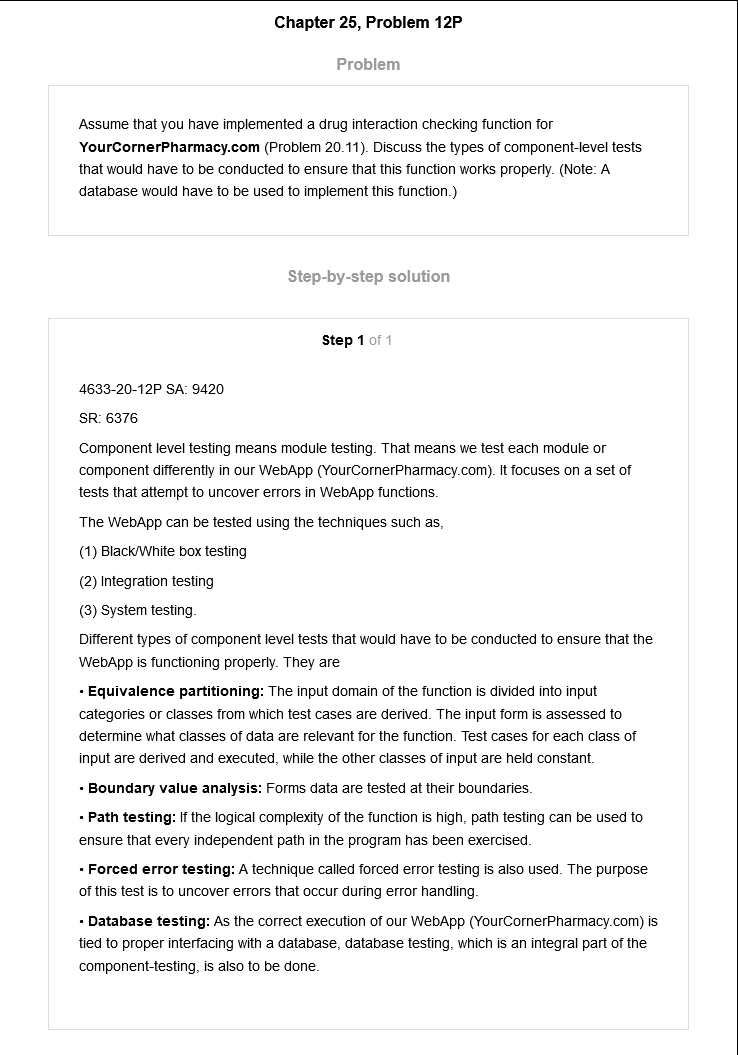 Chapter 25, Problem 12P
Problem
Assume that you have implemented a drug interaction checking function for
YourCornerPharmacy.com (Problem 20.11). Discuss the types of component-level tests
that would have to be conducted to ensure that this function works properly. (Note: A
database would have to be used to implement this function.)
Step-by-step solution
Step 1 of 1
4633-20-12P SA: 9420
SR: 6376
Component level testing means module testing. That means we test each module or
component differently in our WebApp (YourCornerPharmacy.com). It focuses on a set of
tests that attempt to uncover errors in WebApp functions.
The WebApp can be tested using the techniques such as,
(1) Black/White box testing
(2) Integration testing
(3) System testing.
Different types of component level tests that would have to be conducted to ensure that the
WebApp is functioning properly. They are
• Equivalence partitioning: The input domain of the function is divided into input
categories or classes from which test cases are derived. The input form is assessed to
determine what classes of data are relevant for the function. Test cases for each class of
input are derived and executed, while the other classes of input are held constant.
• Boundary value analysis: Forms data are tested at their boundaries.
• Path testing: If the logical complexity of the function is high, path testing can be used to
ensure that every independent path in the program has been exercised.
• Forced error testing: A technique called forced error testing is also used. The purpose
of this test is to uncover errors that occur during error handling.
• Database testing: As the correct execution of our WebApp (YourCornerPharmacy.com) is
tied to proper interfacing with a database, database testing, which is an integral part of the
component-testing, is also to be done.